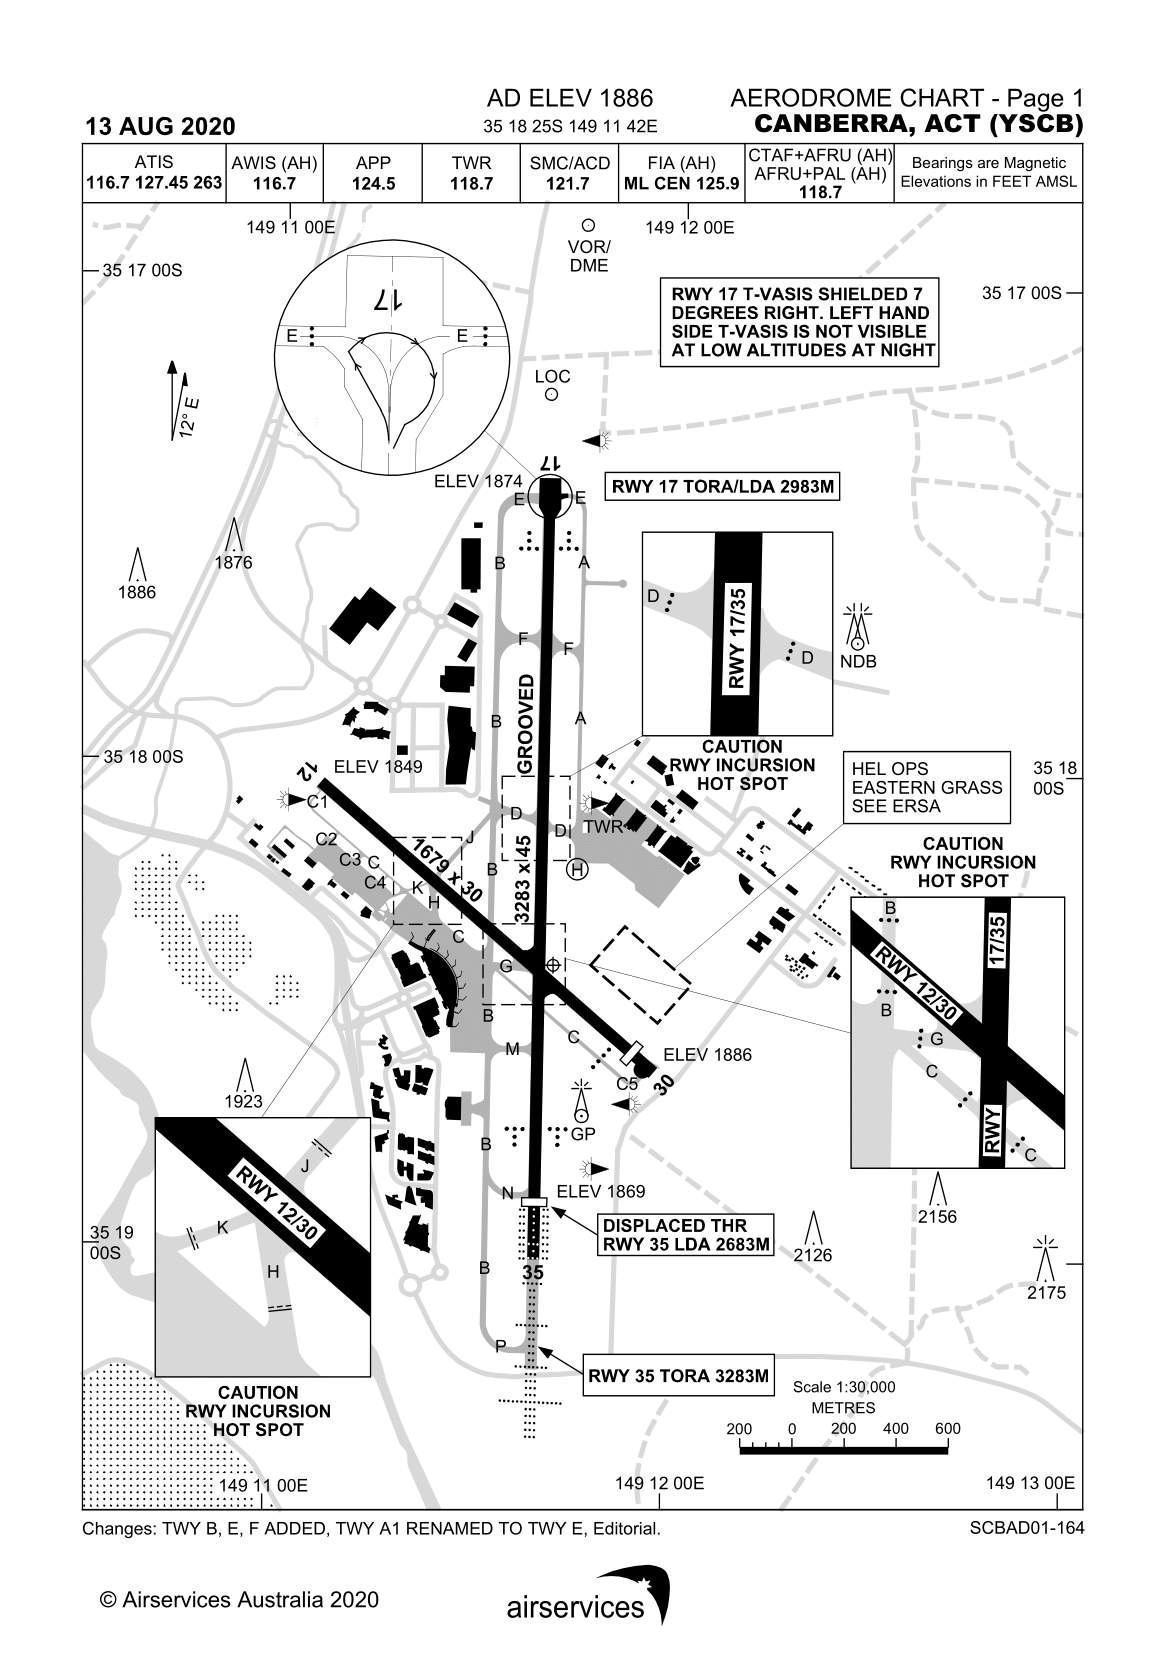 AD ELEV 1886
AERODROME CHART - Page 1
13 AUG 2020
35 18 25S 149 11 42E
CANBERRA, ACT (YSCB)
ATIS
116.7 127.45 263
AWIS (AH)
116.7
APP
124.5
TWR
118.7
SMC/ACD
121.7
FIA (AH)
ML CEN 125.9
CTAF+AFRU (AH)
AFRU+PAL (AH)
118.7
Bearings are Magnetic
Elevations in FEET AMSL
149 11 00E
149 12 00E
VOR/
DME
35 17 00S
35 17 00S
RWY 17 T-VASIS SHIELDED 7
DEGREES RIGHT. LEFT HAND
SIDE T-VASIS IS NOT VISIBLE
AT LOW ALTITUDES AT NIGHT
17
E
E
12° E
LOC
17
ELEV 1874
E
E
RWY 17 TORA/LDA 2983M
1876
1886
B
A
D
RWY 17/35
D
NDB
F
F
GROOVED
B
A
CAUTION
RWY INCURSION
HOT SPOT
35 18 00S
ELEV 1849
12
C1
HEL OPS
EASTERN GRASS
SEE ERSA
35 18
00S
D
D
TWR
J
C2
C3
C
C4
K
H
1679 x 30
3283 x 45
B
H
CAUTION
RWY INCURSION
HOT SPOT
B
17/35
RWY 12/30
B
G
C
RWY
C
C
G
B
M
C
ELEV 1886
C5
30
GP
1923
B
N
ELEV 1869
J
RWY 12/30
K
H
DISPLACED THR
RWY 35 LDA 2683M
2156
2126
2175
35 19
00S
B
35
P
RWY 35 TORA 3283M
CAUTION
RWY INCURSION
HOT SPOT
Scale 1:30,000
METRES
200 0 200 400 600
149 11 00E
149 12 00E
149 13 00E
Changes: TWY B, E, F ADDED, TWY A1 RENAMED TO TWY E, Editorial.
SCBAD01-164
© Airservices Australia 2020
airservices